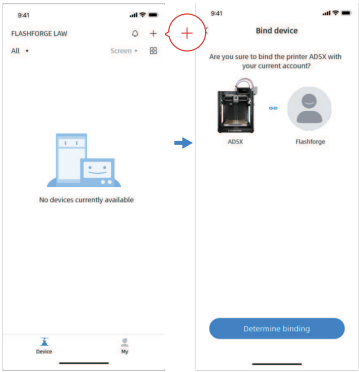 9:41
FLASHFORGE LAW
All
Screen
No devices currently available
Device
My
9:41
Bind device
Are you sure to bind the printer AD5X with
your current account?
AD5X
Flashforge
Determine binding